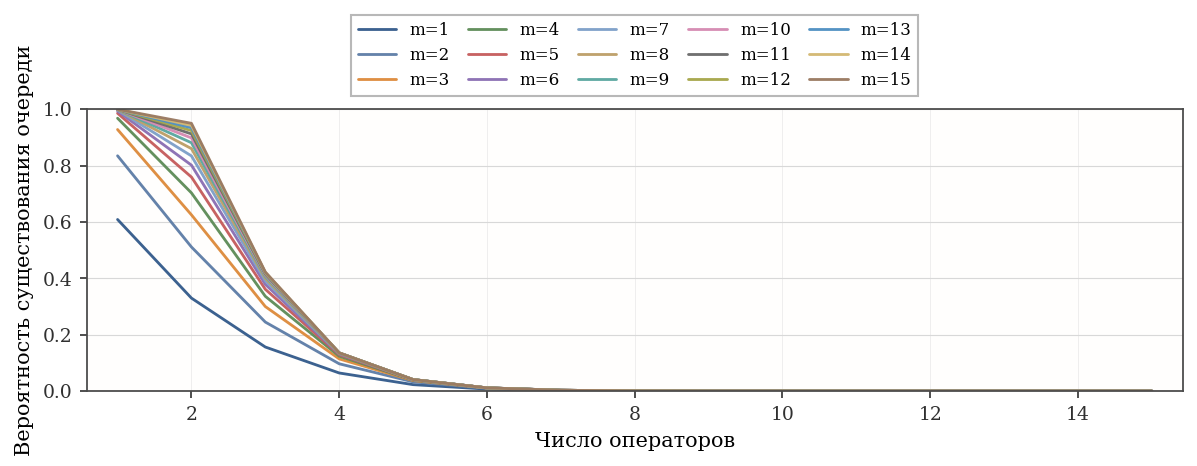 m=1 m=4 m=7 m=10 m=13
m=2 m=5 m=8 m=11 m=14
m=3 m=6 m=9 m=12 m=15
Вероятность существования очереди
1.0
0.8
0.6
0.4
0.2
0.0
2 4 6 8 10 12 14
Число операторов